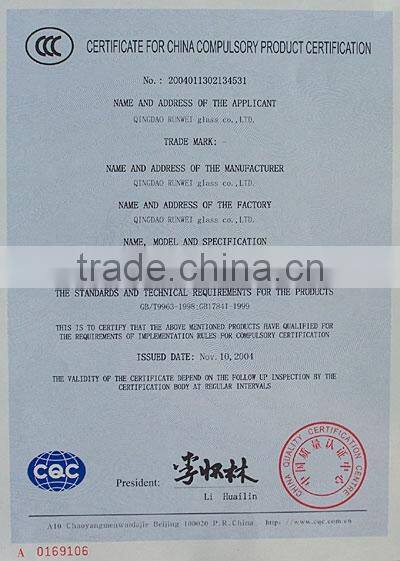 CCC
CERTIFICATE FOR CHINA COMPULSORY PRODUCT CERTIFICATION
No.: 2004011302134531
NAME AND ADDRESS OF THE APPLICANT
QINGDAO RUNWEI glass co.,LTD.
TRADE MARK: -
NAME AND ADDRESS OF THE MANUFACTURER
QINGDAO RUNWEI glass co.,LTD.
NAME AND ADDRESS OF THE FACTORY
QINGDAO RUNWEI glass co.,LTD.
NAME, MODEL AND SPECIFICATION
trade.china.cn
THE STANDARDS AND TECHNICAL REQUIREMENTS FOR THE PRODUCTS
GB/T9963-1998;GB17841-1999
THIS IS TO CERTIFY THAT THE ABOVE MENTIONED PRODUCTS HAVE QUALIFIED FOR
THE REQUIREMENTS OF IMPLEMENTATION RULES FOR COMPULSORY CERTIFICATION
ISSUED DATE: Nov.10,2004
THE VALIDITY OF THE CERTIFICATE DEPEND ON THE FOLLOW UP INSPECTION BY THE
CERTIFICATION BODY AT REGULAR INTERVALS
CQC
President: 李怀林
Li Huailin
CHINA QUALITY CERTIFICATION CENTRE
中国质量认证中心
A10 Chaoyangmenwaidajie Beijing 100020 P.R.China http://www.cqc.com.cn
A 0169106